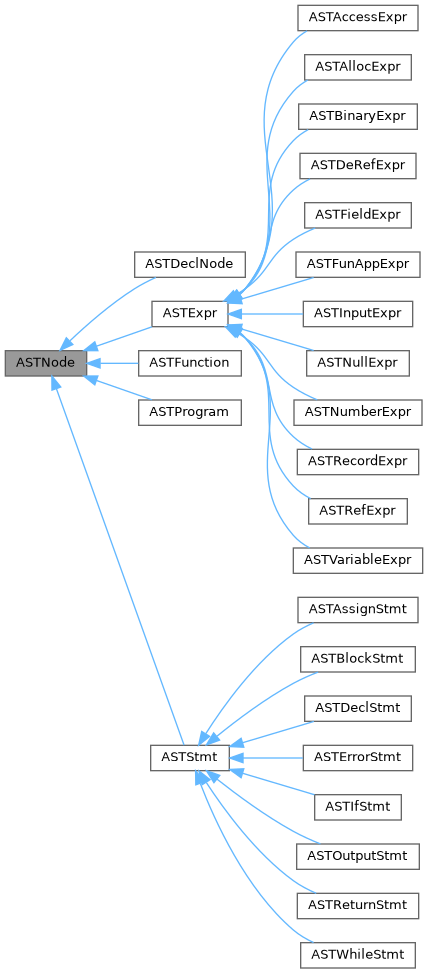 ASTAccessExpr
ASTAllocExpr
ASTBinaryExpr
ASTDeRefExpr
ASTFieldExpr
ASTDeclNode
ASTFunAppExpr
ASTExpr
ASTInputExpr
ASTNode
ASTFunction
ASTNullExpr
ASTProgram
ASTNumberExpr
ASTRecordExpr
ASTRefExpr
ASTVariableExpr
ASTAssignStmt
ASTBlockStmt
ASTDeclStmt
ASTStmt
ASTErrorStmt
ASTIfStmt
ASTOutputStmt
ASTReturnStmt
ASTWhileStmt